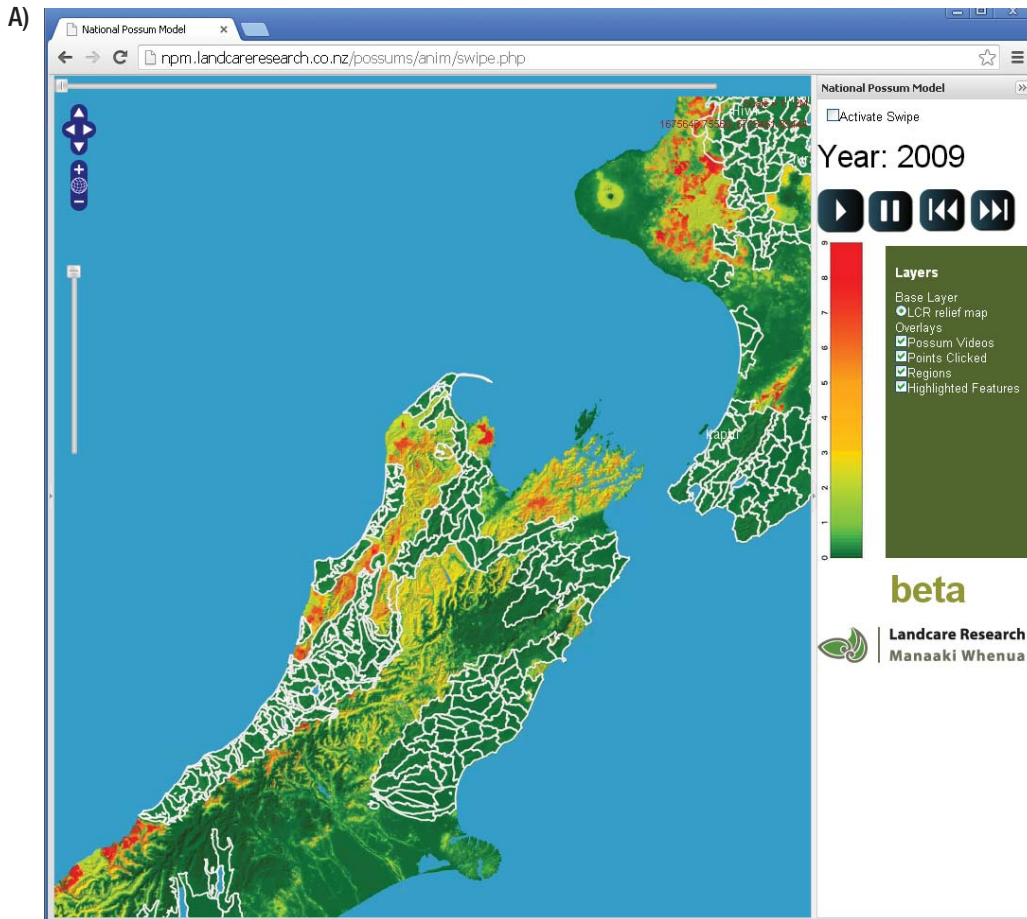 A)
National Possum Model
npm.landcareresearch.co.nz/possums/anim/swipe.php
National Possum Model
Activate Swipe
Year: 2009
9
8
7
6
5
4
3
2
1
0
Layers
Base Layer
LCR relief map
Overlays
Possum Videos
Points Clicked
Regions
Highlighted Features
beta
Landcare Research
Manaaki Whenua